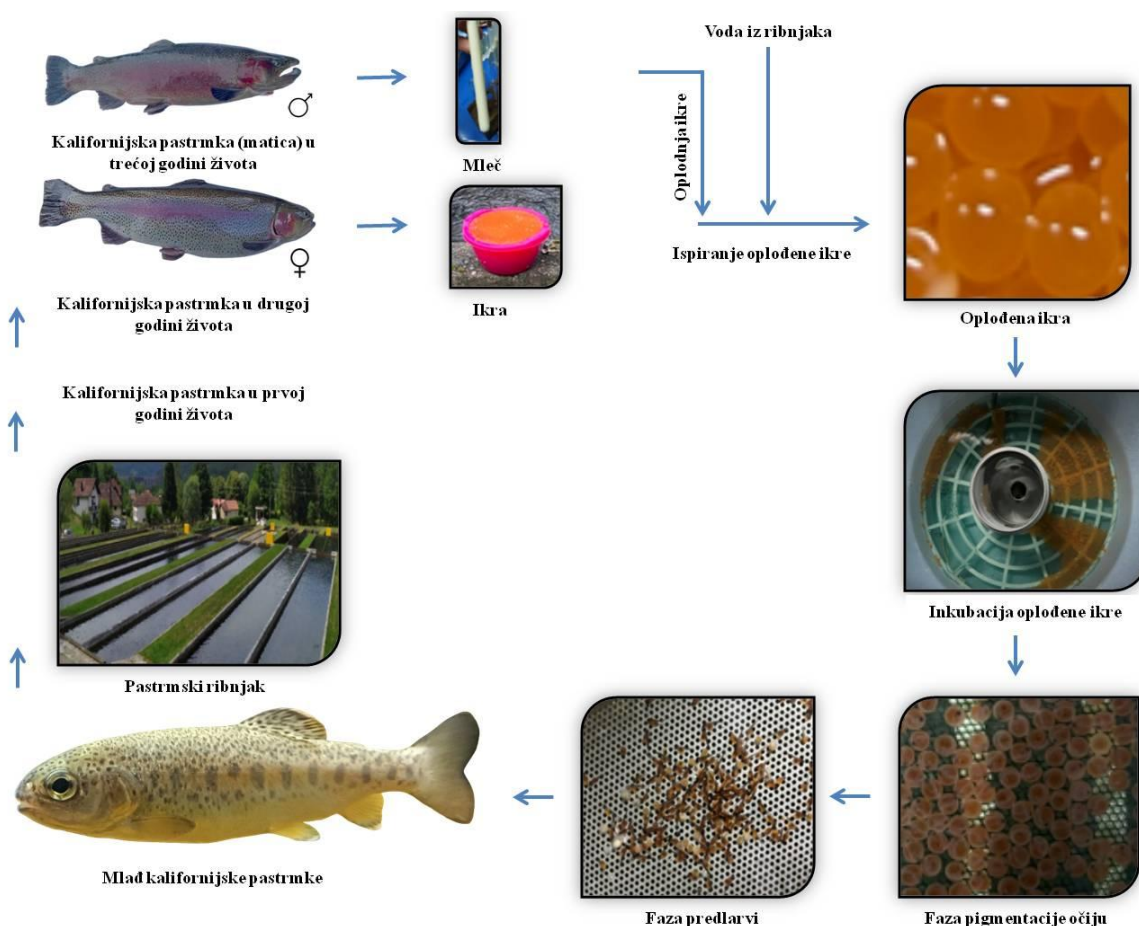 Voda iz ribnjaka
♂
Kalifornijska pastrmka (matica) u
trećoj godini života
Mleč
Oplodnja ikre
Ispiranje oplođene ikre
♀
Kalifornijska pastrmka u drugoj
godini života
Ikra
Oplođena ikra
Kalifornijska pastrmka u prvoj
godini života
Inkubacija oplođene ikre
Pastrmski ribnjak
Mlađ kalifornijske pastrmke
Faza predlarvi
Faza pigmentacije očiju